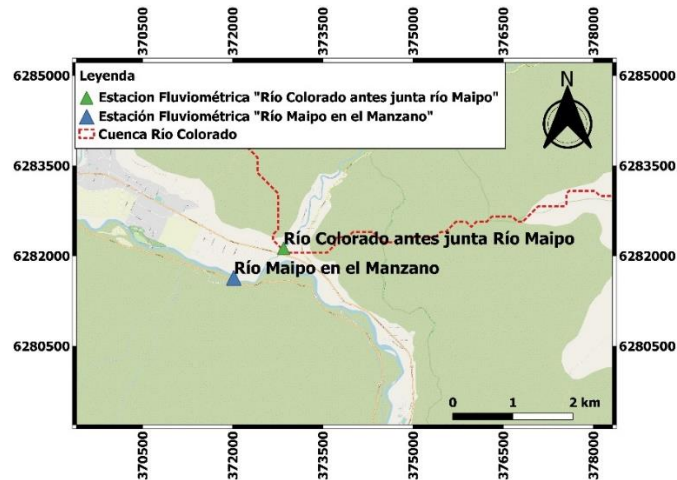 370500 372000 373500 375000 376500 378000
6285000 6285000
Leyenda
Estacion Fluviométrica "Río Colorado antes junta río Maipo"
Estación Fluviométrica "Río Maipo en el Manzano"
Cuenca Río Colorado
N
6283500 6283500
Río Colorado antes junta Río Maipo
6282000 6282000
Río Maipo en el Manzano
6280500 6280500
0 1 2 km
370500 372000 373500 375000 376500 378000